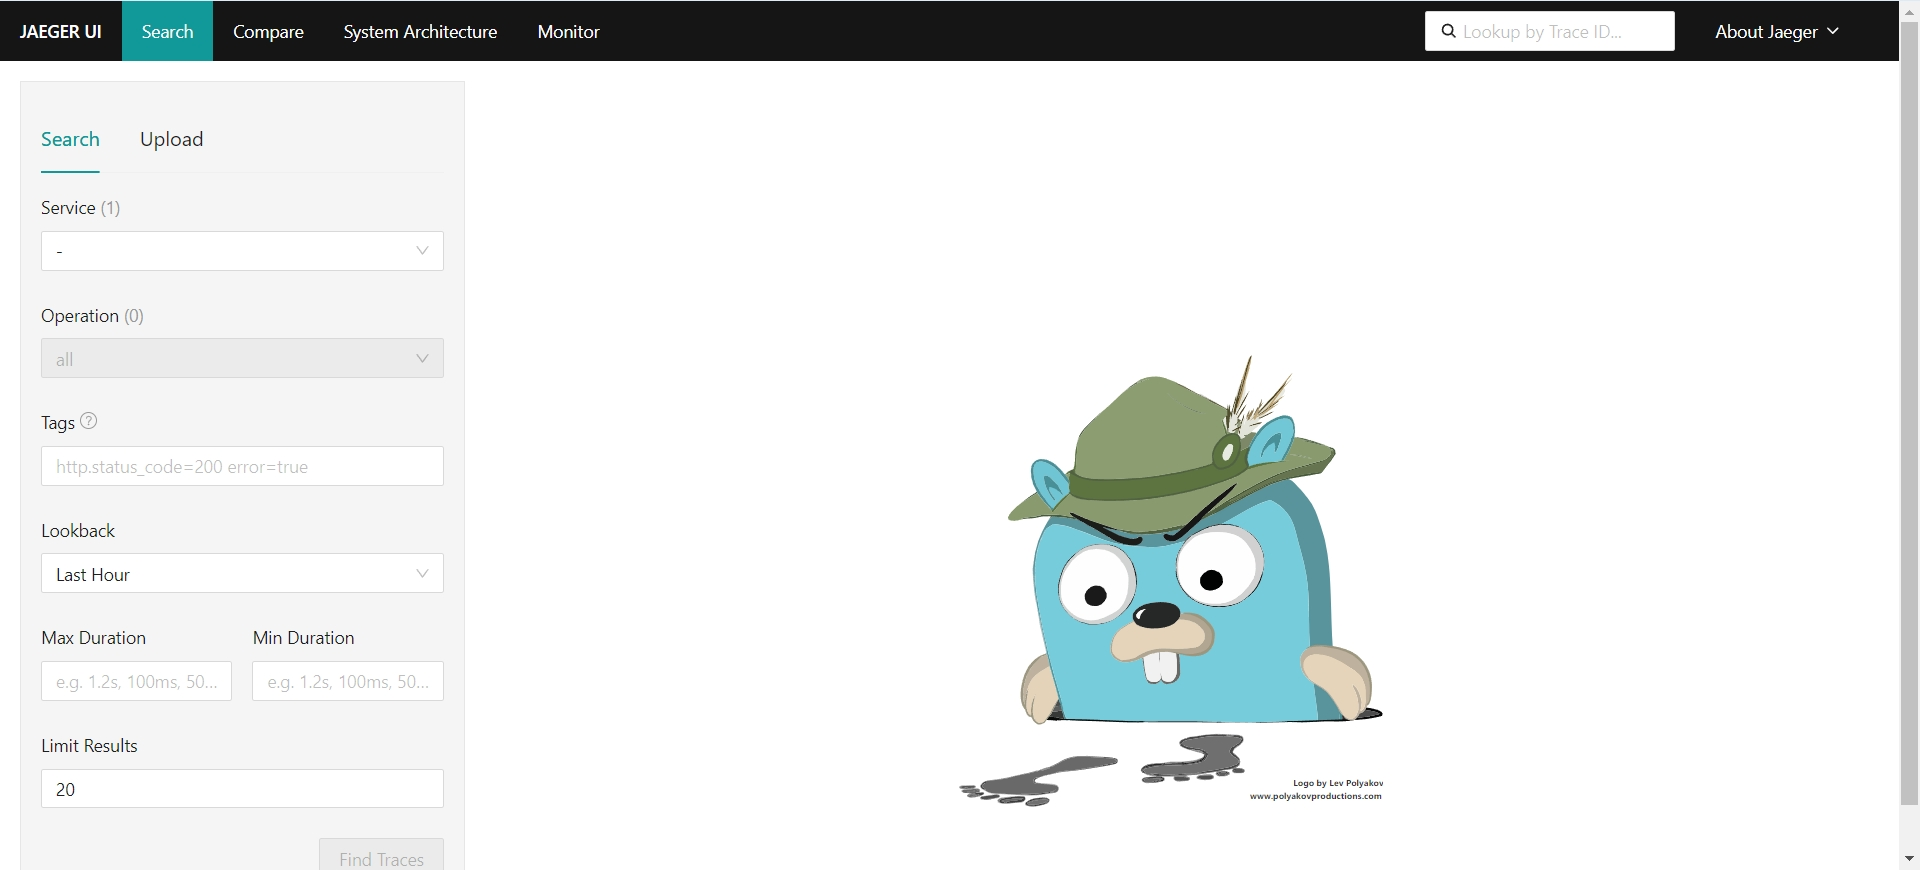 JAEGER UI Search Compare System Architecture Monitor Lookup by Trace ID... About Jaeger
Search Upload
Service (1)
-
Operation (0)
all
Tags ?
http.status_code=200 error=true
Lookback
Last Hour
Max Duration Min Duration
e.g. 1.2s, 100ms, 50... e.g. 1.2s, 100ms, 50...
Limit Results
20
Find Traces
Logo by Lev Polyakov
www.polyakovproductions.com